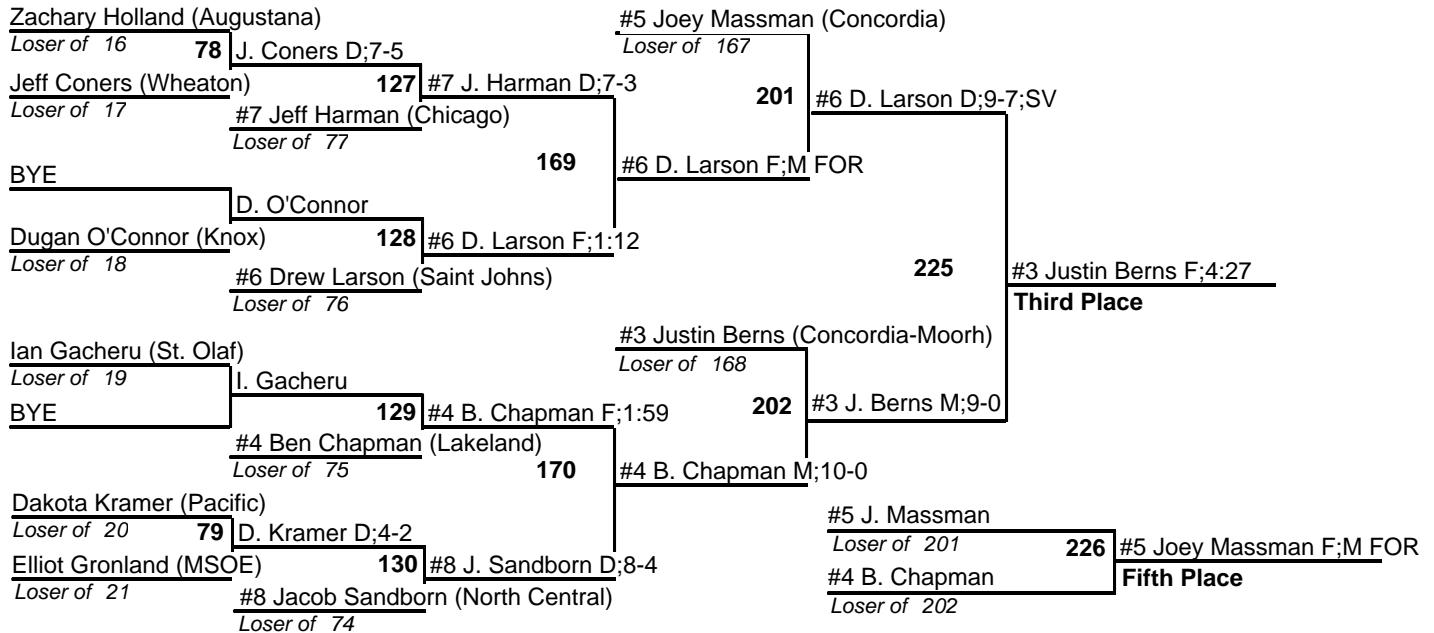 Zachary Holland (Augustana)
Loser of 16
78
J. Coners D;7-5
Jeff Coners (Wheaton)
Loser of 17
127
#7 J. Harman D;7-3
#7 Jeff Harman (Chicago)
Loser of 77
BYE
169
D. O'Connor
Dugan O'Connor (Knox)
Loser of 18
128
#6 D. Larson F;1:12
#6 Drew Larson (Saint Johns)
Loser of 76
Ian Gacheru (St. Olaf)
Loser of 19
I. Gacheru
BYE
129
#4 B. Chapman F;1:59
#4 Ben Chapman (Lakeland)
Loser of 75
170
Dakota Kramer (Pacific)
Loser of 20
79
D. Kramer D;4-2
Elliot Gronland (MSOE)
Loser of 21
130
#8 J. Sandborn D;8-4
#8 Jacob Sandborn (North Central)
Loser of 74
#5 Joey Massman (Concordia)
Loser of 167
201
#6 D. Larson D;9-7;SV
#6 D. Larson F;M FOR
225
#3 Justin Berns F;4:27
Third Place
#3 Justin Berns (Concordia-Moorh)
Loser of 168
202
#3 J. Berns M;9-0
#4 B. Chapman M;10-0
#5 J. Massman
Loser of 201
226
#5 Joey Massman F;M FOR
#4 B. Chapman
Fifth Place
Loser of 202